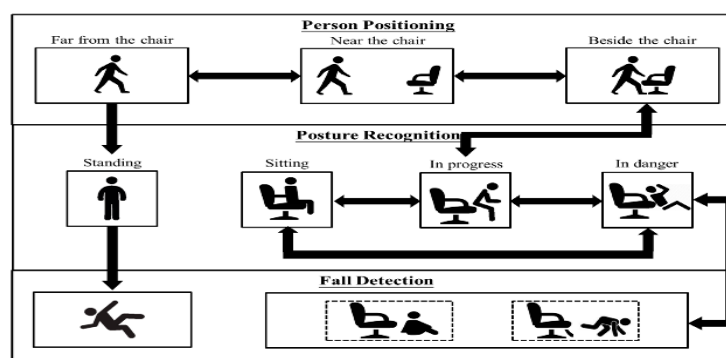 Person Positioning
Far from the chair
Near the chair
Beside the chair
Posture Recognition
Standing
Sitting
In progress
In danger
Fall Detection